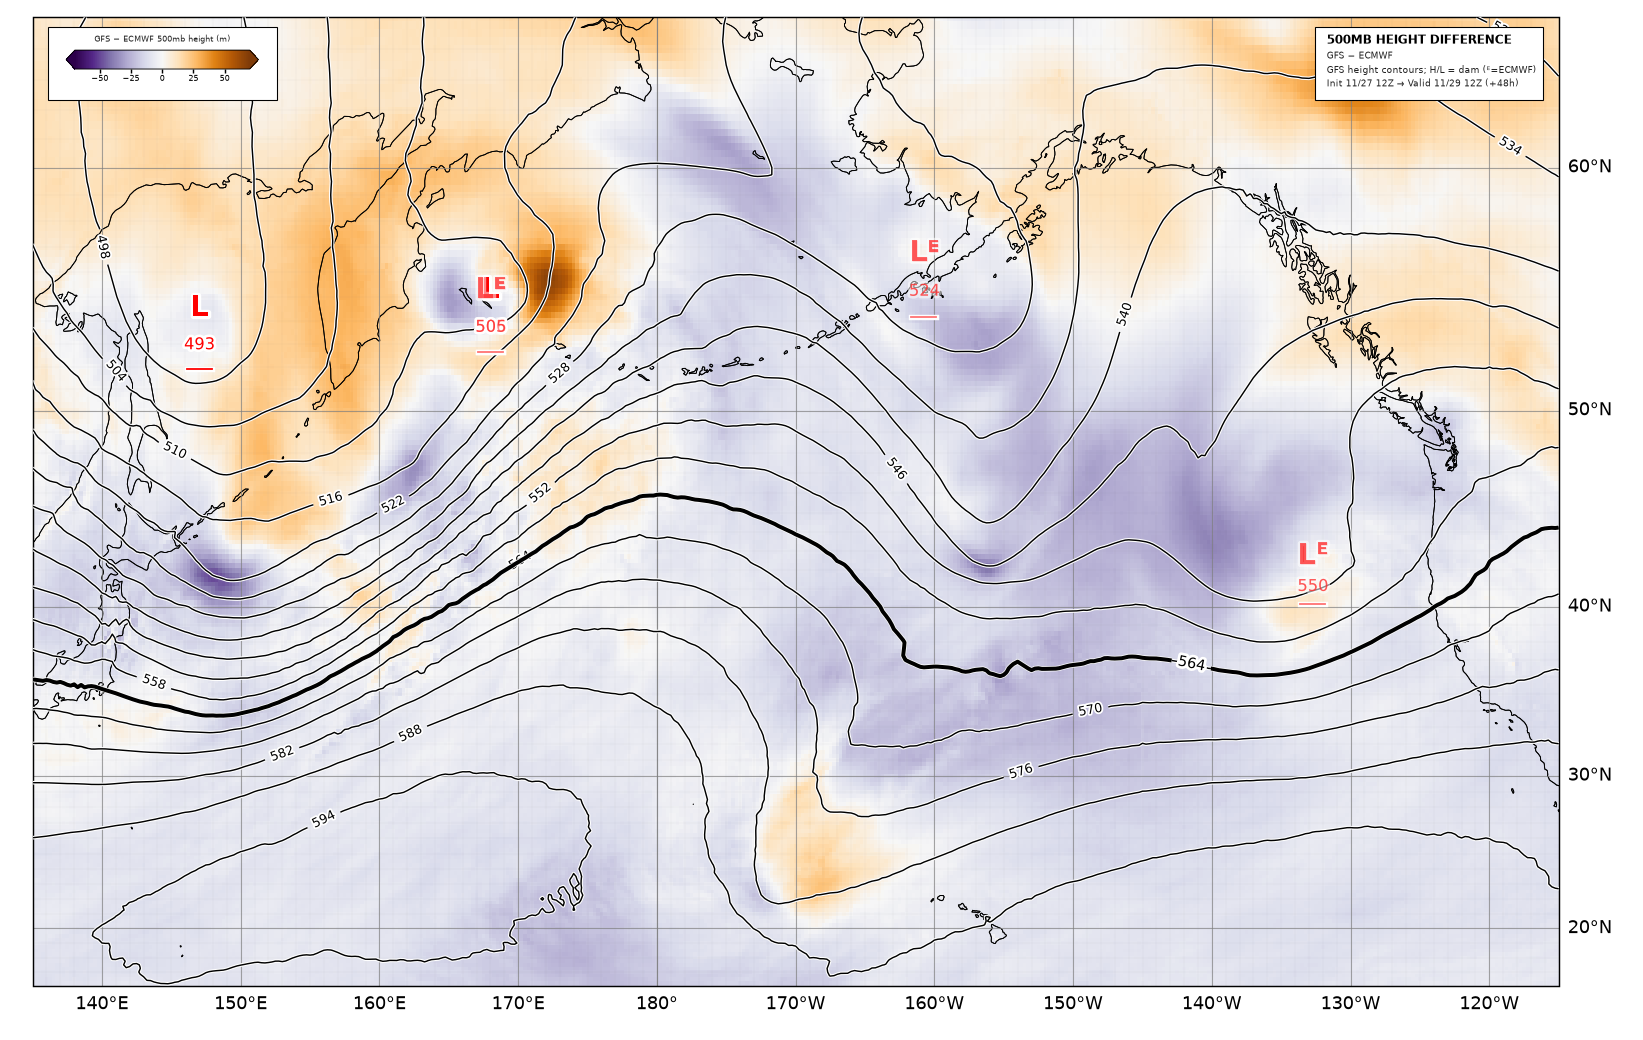 GFS − ECMWF 500mb height (m)
−50 −25 0 25 50
500MB HEIGHT DIFFERENCE
GFS − ECMWF
GFS height contours; H/L = dam (ᴱ=ECMWF)
Init 11/27 12Z → Valid 11/29 12Z (+48h)
534
60°N
498
L
493
Lᴱ
505
Lᴱ
524
540
504
528
50°N
510
516
522
552
546
Lᴱ
550
40°N
564
558
570
588
582
576
30°N
594
20°N
140°E 150°E 160°E 170°E 180° 170°W 160°W 150°W 140°W 130°W 120°W